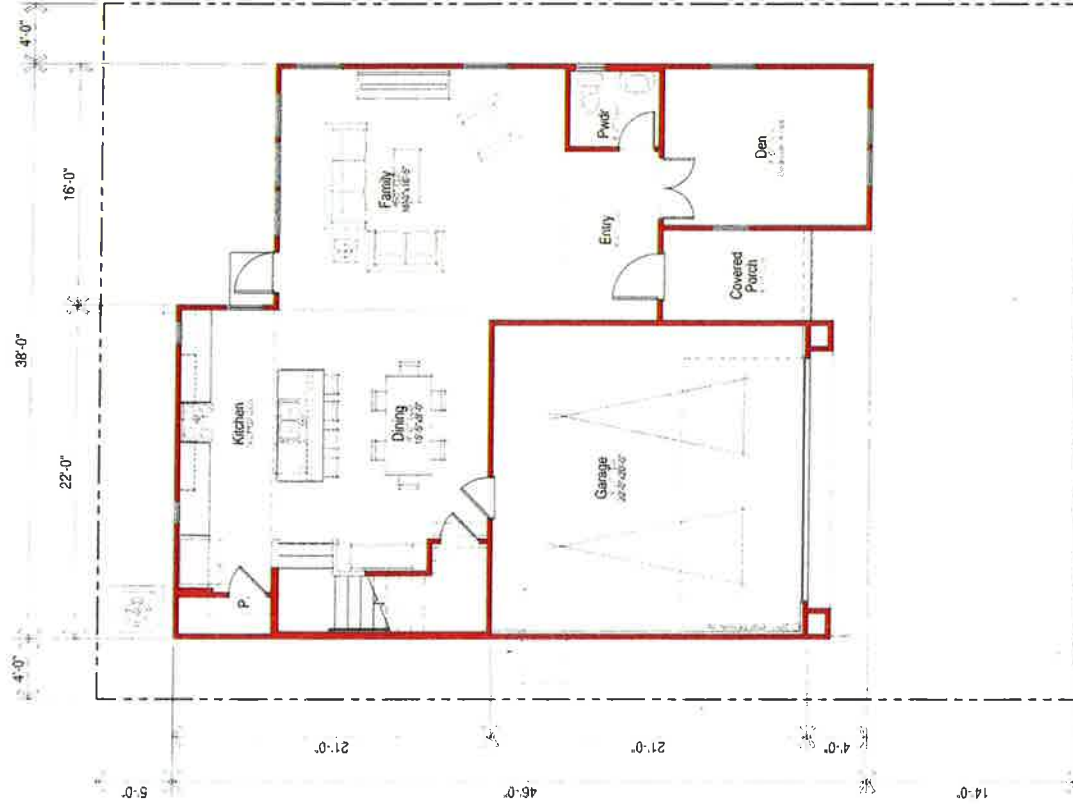 4'-0"
38'-0"
4'-0"
22'-0"
16'-0"
5'-0"
21'-0"
46'-0"
21'-0"
4'-0"
14'-0"
Kitchen
P.
Family
Dining
Pwdr
Entry
Den
Covered
Porch
Garage